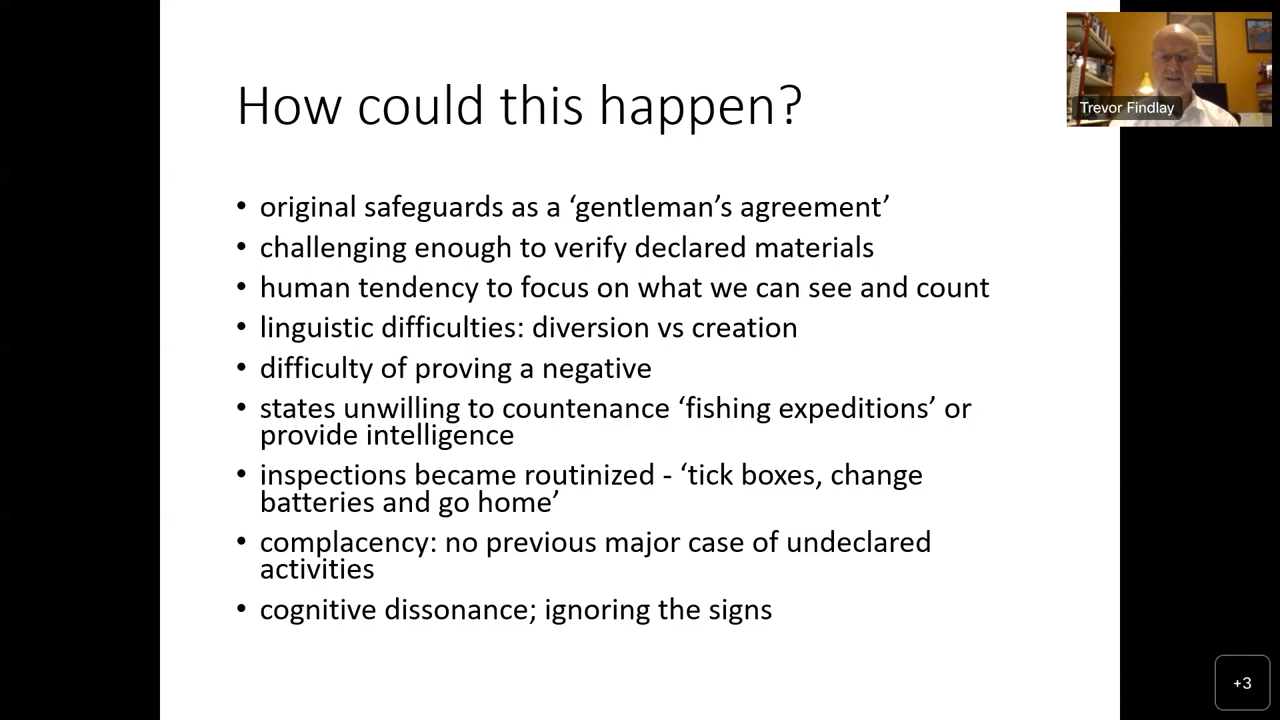 How could this happen?
Trevor Findlay
• original safeguards as a ‘gentleman’s agreement’
• challenging enough to verify declared materials
• human tendency to focus on what we can see and count
• linguistic difficulties: diversion vs creation
• difficulty of proving a negative
• states unwilling to countenance ‘fishing expeditions’ or
provide intelligence
• inspections became routinized - ‘tick boxes, change
batteries and go home’
• complacency: no previous major case of undeclared
activities
• cognitive dissonance; ignoring the signs
+3